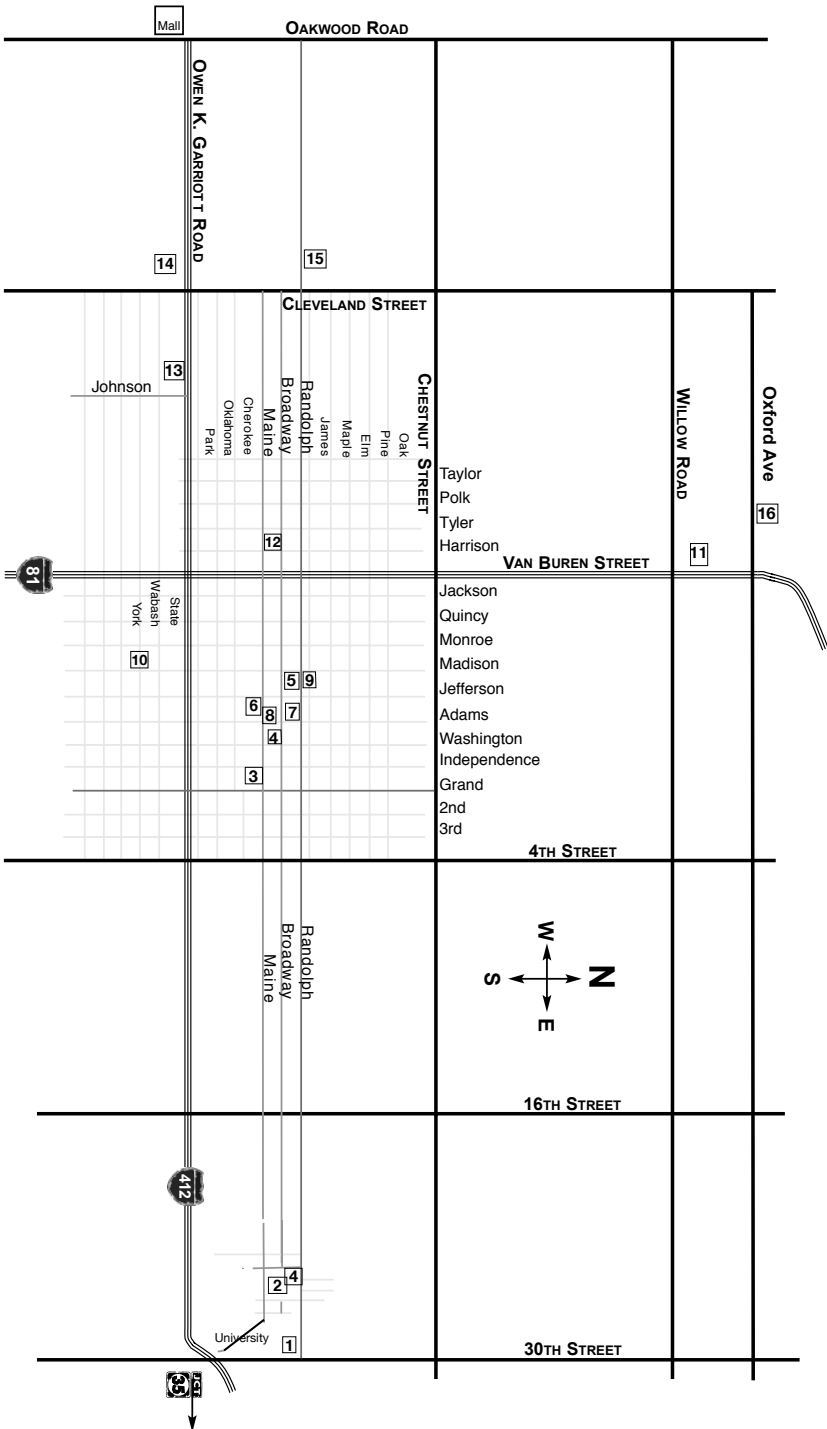 Mall
OAKWOOD ROAD
OWEN K. GARRIOTT ROAD
14
15
CLEVELAND STREET
13
Johnson
Park
Oklahoma
Cherokee
Maine
Broadway
Randolph
James
Maple
Elm
Pine
Oak
CHESTNUT STREET
WILLOW ROAD
Oxford Ave
16
Taylor
Polk
Tyler
Harrison
12
11
VAN BUREN STREET
81
Jackson
Quincy
Monroe
Madison
Jefferson
Adams
Washington
Independence
Grand
2nd
3rd
State
Wabash
York
10
5
9
6
8
7
4
3
4TH STREET
Randolph
Broadway
Maine
N
W
S
E
16TH STREET
412
4
2
University
1
30TH STREET
JCT
35